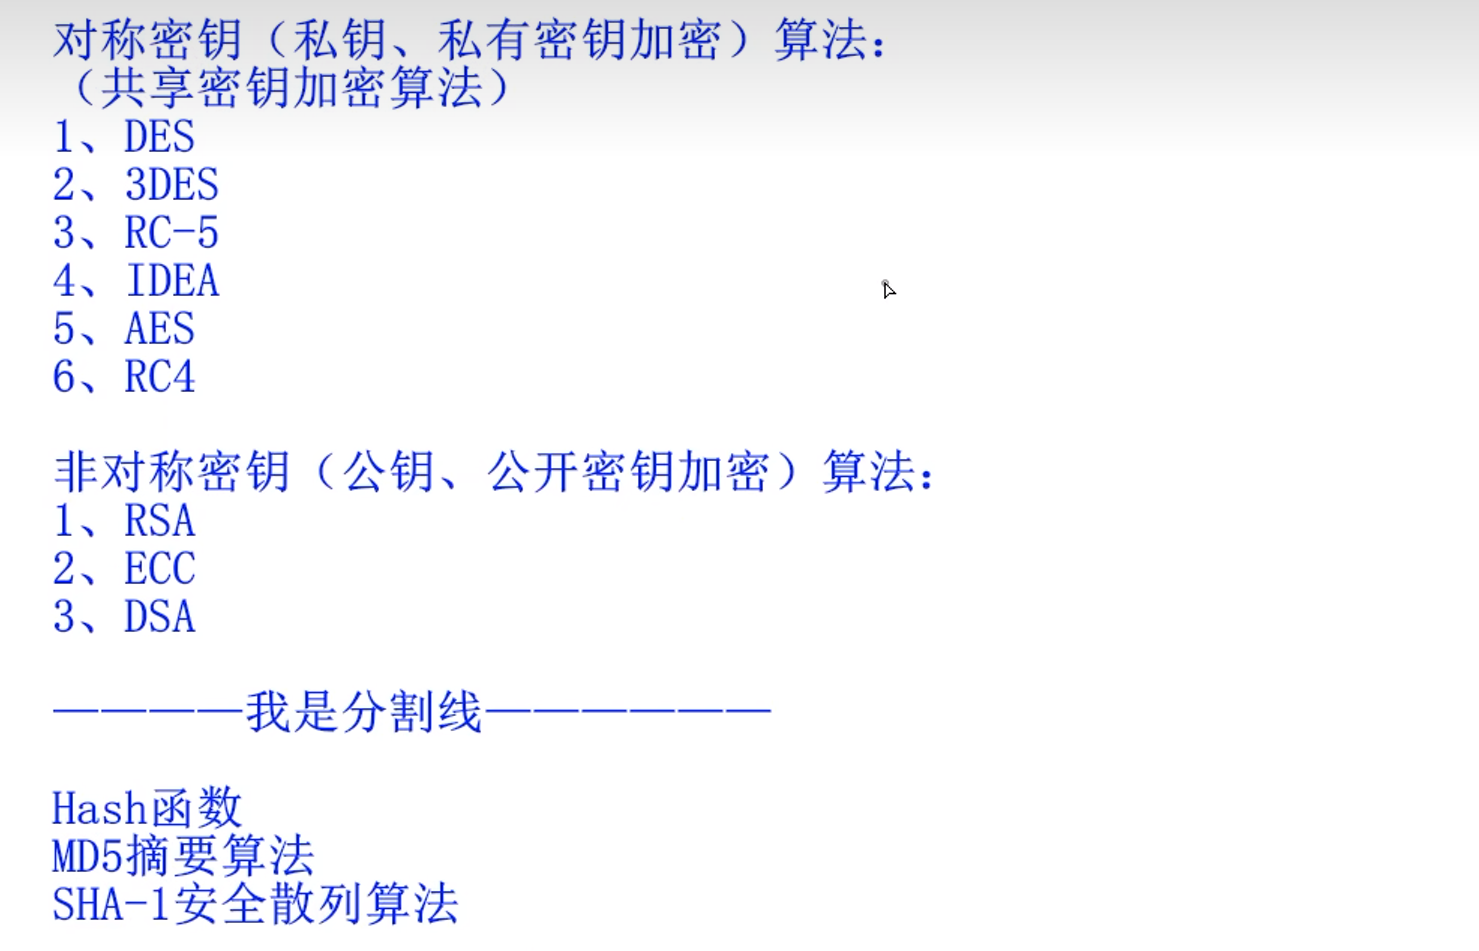 对称密钥（私钥、私有密钥加密）算法：
（共享密钥加密算法）
1、DES
2、3DES
3、RC-5
4、IDEA
5、AES
6、RC4
非对称密钥（公钥、公开密钥加密）算法：
1、RSA
2、ECC
3、DSA
————我是分割线——————
Hash函数
MD5摘要算法
SHA-1安全散列算法